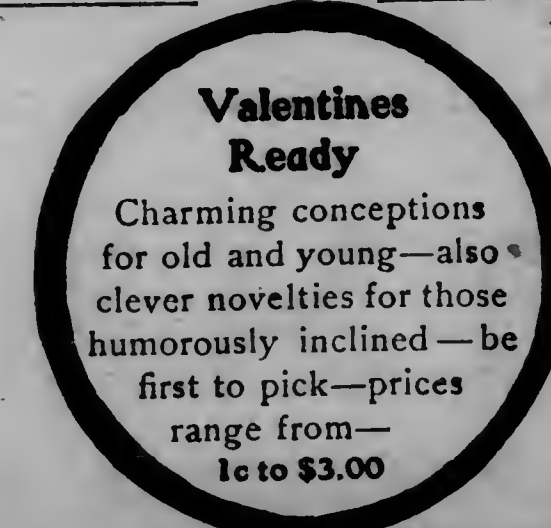 Valentines
Ready
Charming conceptions
for old and young—also
clever novelties for those
humorously inclined—be
first to pick—prices
range from—
1c to $3.00